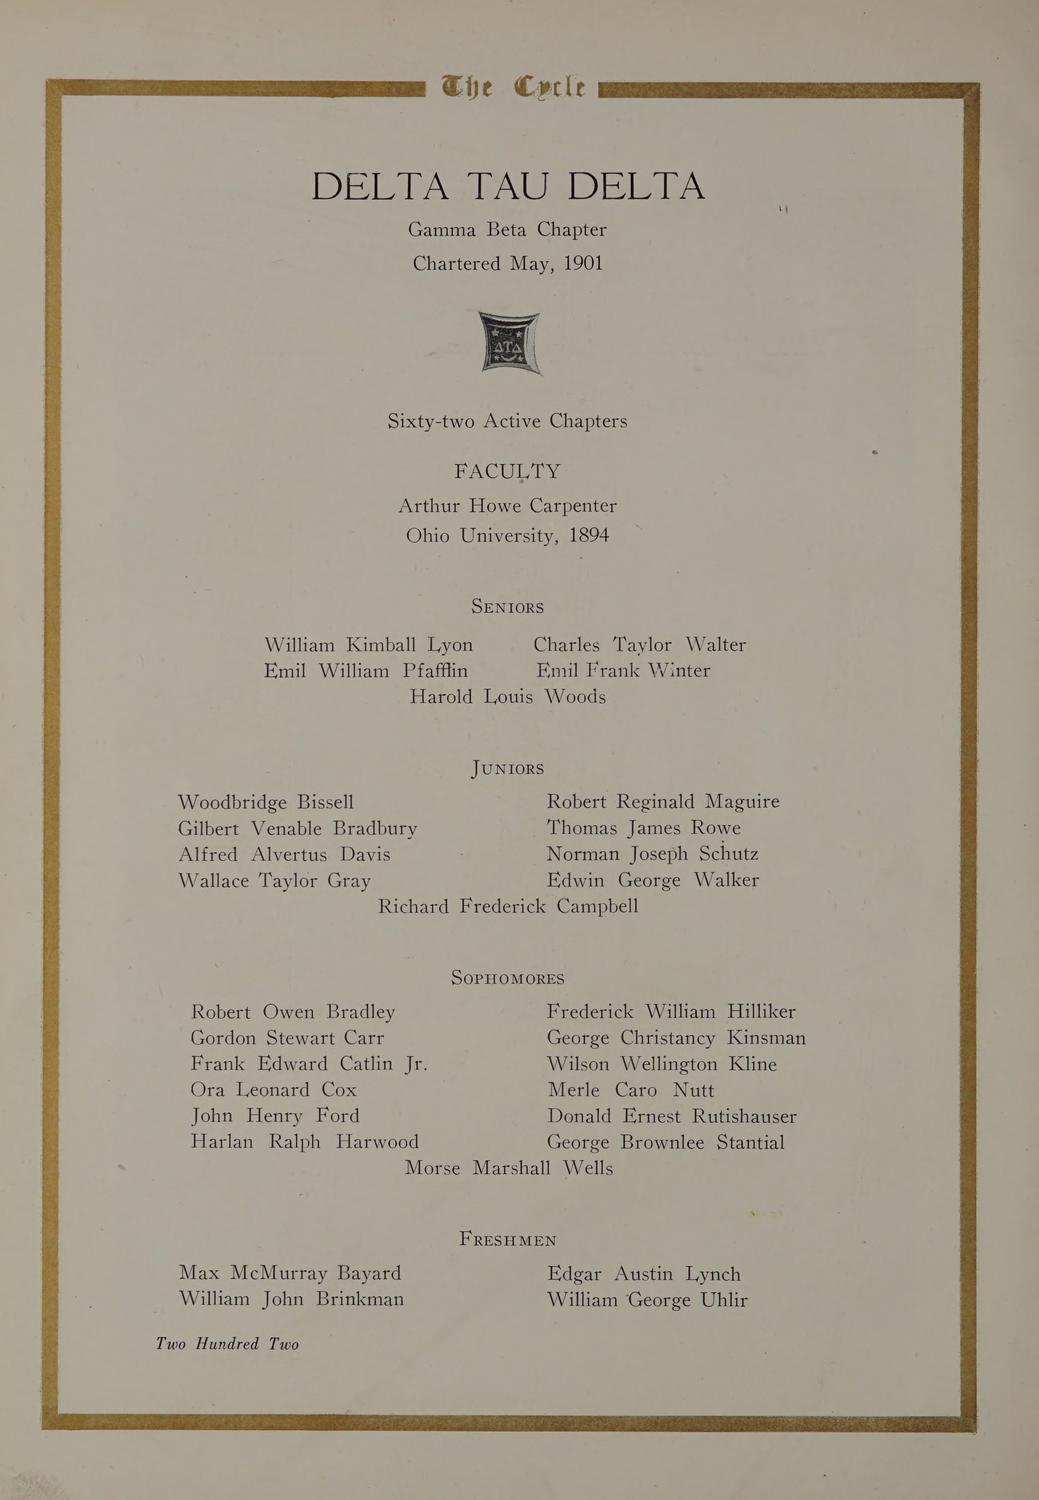 The Cycle
DELTA TAU DELTA
Gamma Beta Chapter
Chartered May, 1901
ΔΤΔ
Sixty-two Active Chapters
FACULTY
Arthur Howe Carpenter
Ohio University, 1894
SENIORS
William Kimball Lyon Charles Taylor Walter
Emil William Pfafflin Emil Frank Winter
Harold Louis Woods
JUNIORS
Woodbridge Bissell Robert Reginald Maguire
Gilbert Venable Bradbury Thomas James Rowe
Alfred Alvertus Davis Norman Joseph Schutz
Wallace Taylor Gray Edwin George Walker
Richard Frederick Campbell
SOPHOMORES
Robert Owen Bradley Frederick William Hilliker
Gordon Stewart Carr George Christancy Kinsman
Frank Edward Catlin Jr. Wilson Wellington Kline
Ora Leonard Cox Merle Caro Nutt
John Henry Ford Donald Ernest Rutishauser
Harlan Ralph Harwood George Brownlee Stantial
Morse Marshall Wells
FRESHMEN
Max McMurray Bayard Edgar Austin Lynch
William John Brinkman William George Uhlir
Two Hundred Two